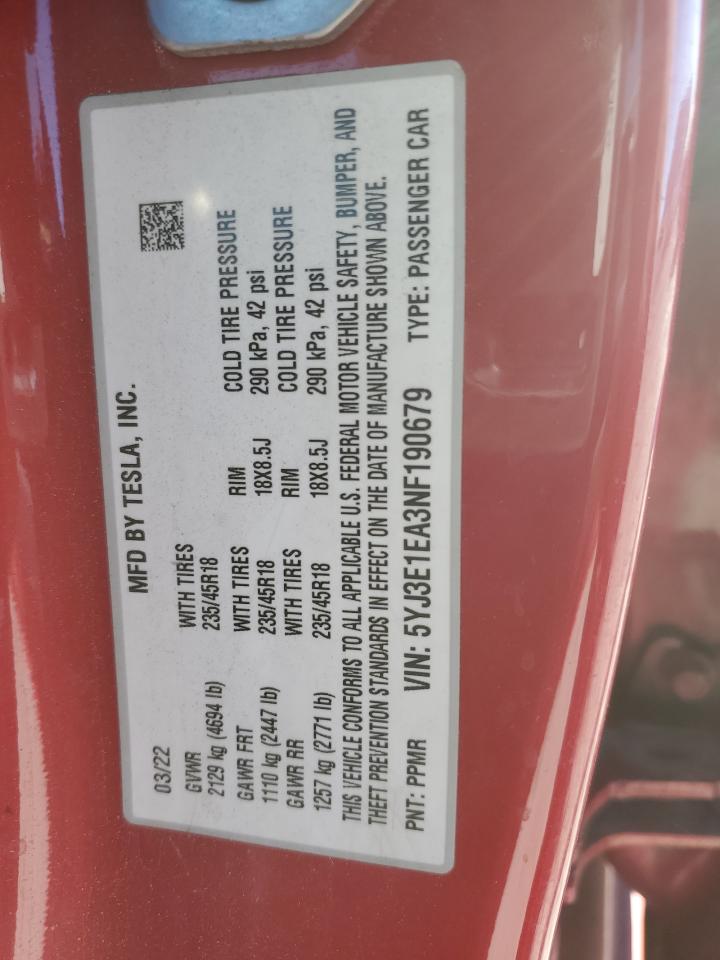 MFD BY TESLA, INC.
03/22
GVWR WITH TIRES
2129 kg (4694 lb) 235/45R18
GAWR FRT WITH TIRES RIM COLD TIRE PRESSURE
1110 kg (2447 lb) 235/45R18 18X8.5J 290 kPa, 42 psi
GAWR RR WITH TIRES RIM COLD TIRE PRESSURE
1257 kg (2771 lb) 235/45R18 18X8.5J 290 kPa, 42 psi
THIS VEHICLE CONFORMS TO ALL APPLICABLE U.S. FEDERAL MOTOR VEHICLE SAFETY, BUMPER, AND
THEFT PREVENTION STANDARDS IN EFFECT ON THE DATE OF MANUFACTURE SHOWN ABOVE.
PNT: PPMR VIN: 5YJ3E1EA3NF190679 TYPE: PASSENGER CAR